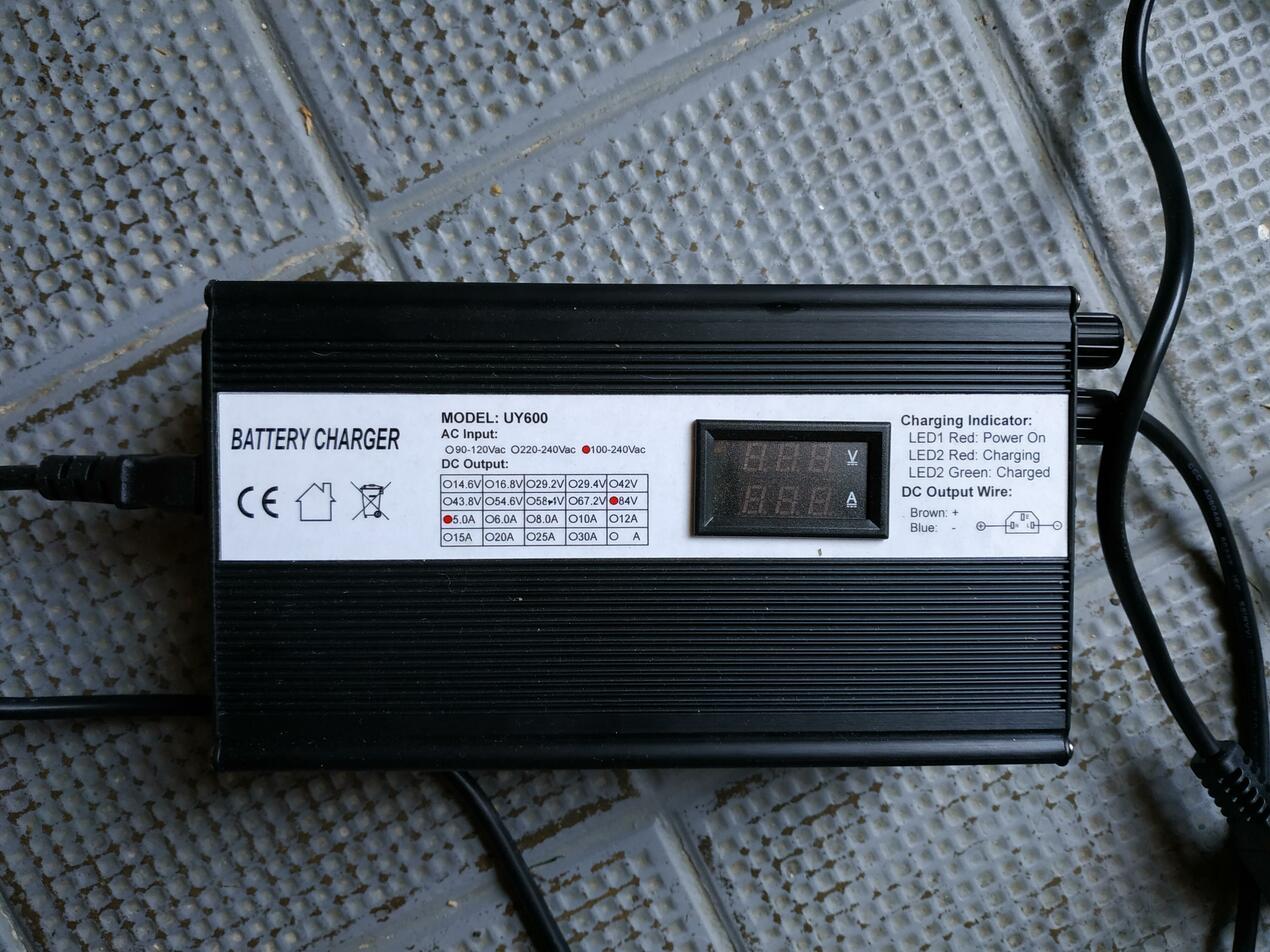 BATTERY CHARGER
CE
MODEL: UY600
AC Input:
90-120Vac 220-240Vac 100-240Vac
DC Output:
14.6V 16.8V 29.2V 29.4V 42V
43.8V 54.6V 58.4V 67.2V 84V
5.0A 6.0A 8.0A 10A 12A
15A 20A 25A 30A A
V
A
Charging Indicator:
LED1 Red: Power On
LED2 Red: Charging
LED2 Green: Charged
DC Output Wire:
Brown: +
Blue: -